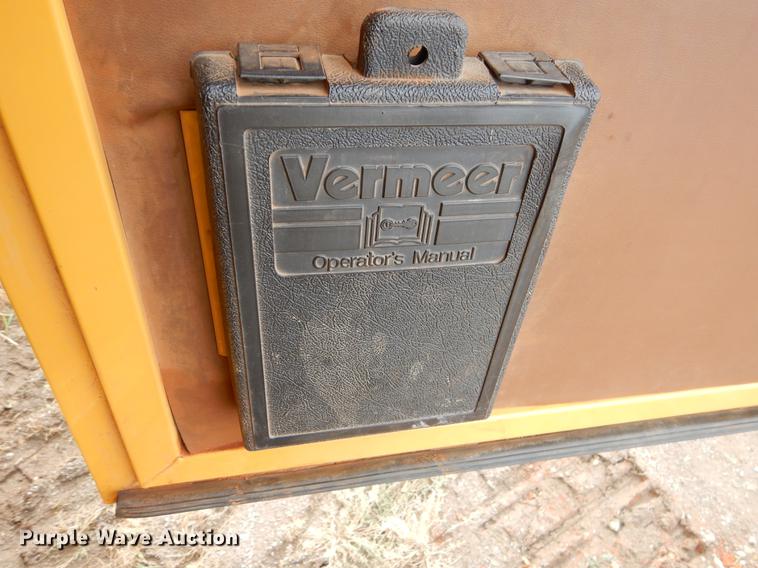 Vermeer
Operator's Manual
Purple Wave Auction